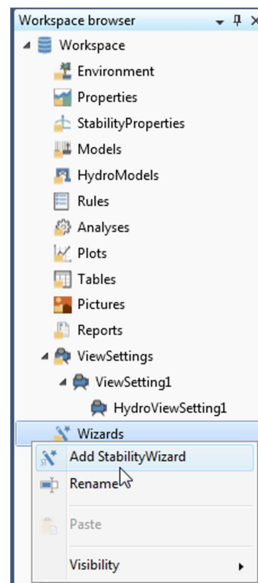 Workspace browser
Workspace
Environment
Properties
StabilityProperties
Models
HydroModels
Rules
Analyses
Plots
Tables
Pictures
Reports
ViewSettings
ViewSetting1
HydroViewSetting1
Wizards
Add StabilityWizard
Rename
Paste
Visibility